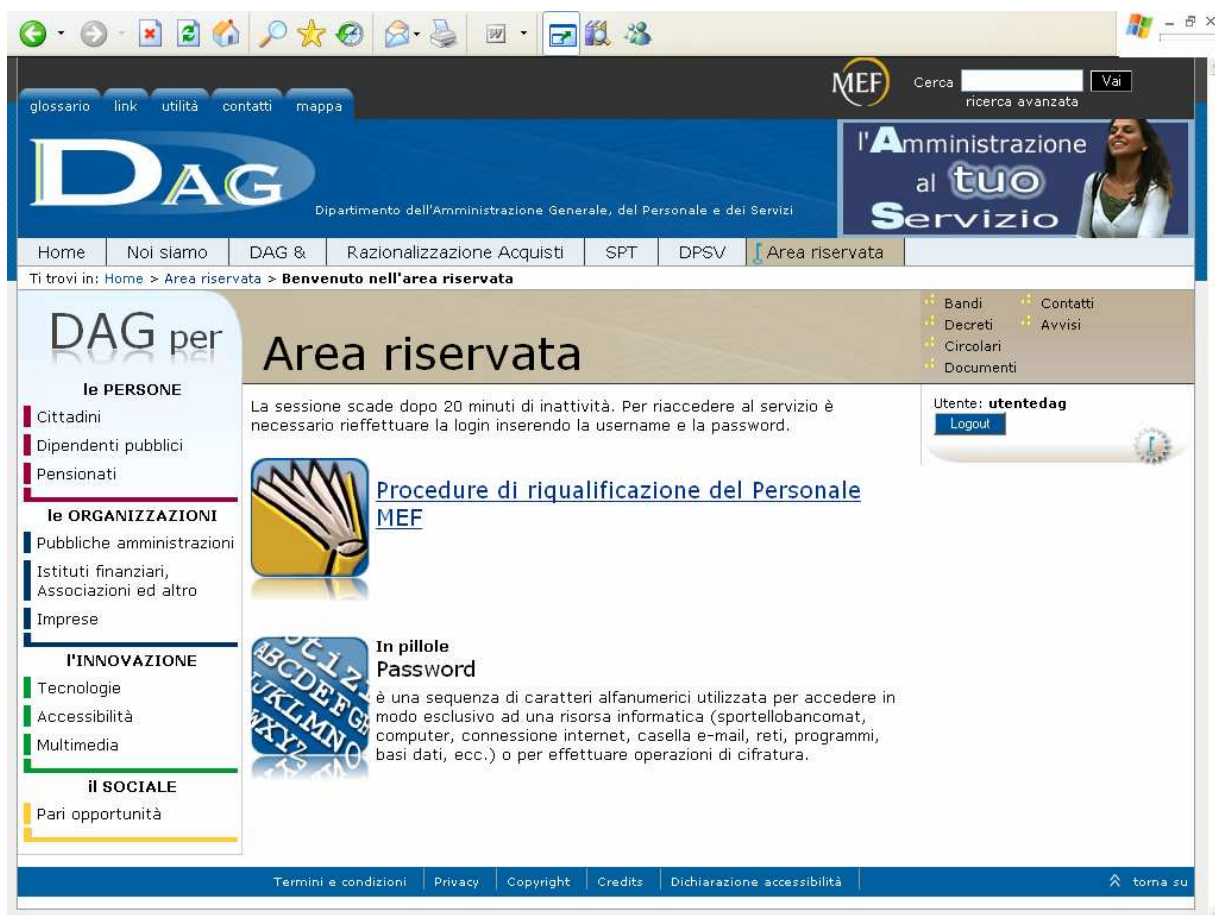 MEF
Cerca
Vai
ricerca avanzata
glossario link utilità contatti mappa
DAG
Dipartimento dell'Amministrazione Generale, del Personale e dei Servizi
l'Amministrazione
al tuo
Servizio
Home Noi siamo DAG & Razionalizzazione Acquisti SPT DPSV Area riservata
Ti trovi in: Home > Area riservata > Benvenuto nell'area riservata
DAG per
le PERSONE
Cittadini
Dipendenti pubblici
Pensionati
le ORGANIZZAZIONI
Pubbliche amministrazioni
Istituti finanziari,
Associazioni ed altro
Imprese
l'INNOVAZIONE
Tecnologie
Accessibilità
Multimedia
il SOCIALE
Pari opportunità
Area riservata
La sessione scade dopo 20 minuti di inattività. Per riaccedere al servizio è
necessario rieffettuare la login inserendo la username e la password.
Procedure di riqualificazione del Personale
MEF
In pillole
Password
è una sequenza di caratteri alfanumerici utilizzata per accedere in
modo esclusivo ad una risorsa informatica (sportellobancomat,
computer, connessione internet, casella e-mail, reti, programmi,
basi dati, ecc.) o per effettuare operazioni di cifratura.
Bandi Contatti
Decreti Avvisi
Circolari
Documenti
Utente: utentedag
Logout
Termini e condizioni Privacy Copyright Credits Dichiarazione accessibilità torna su